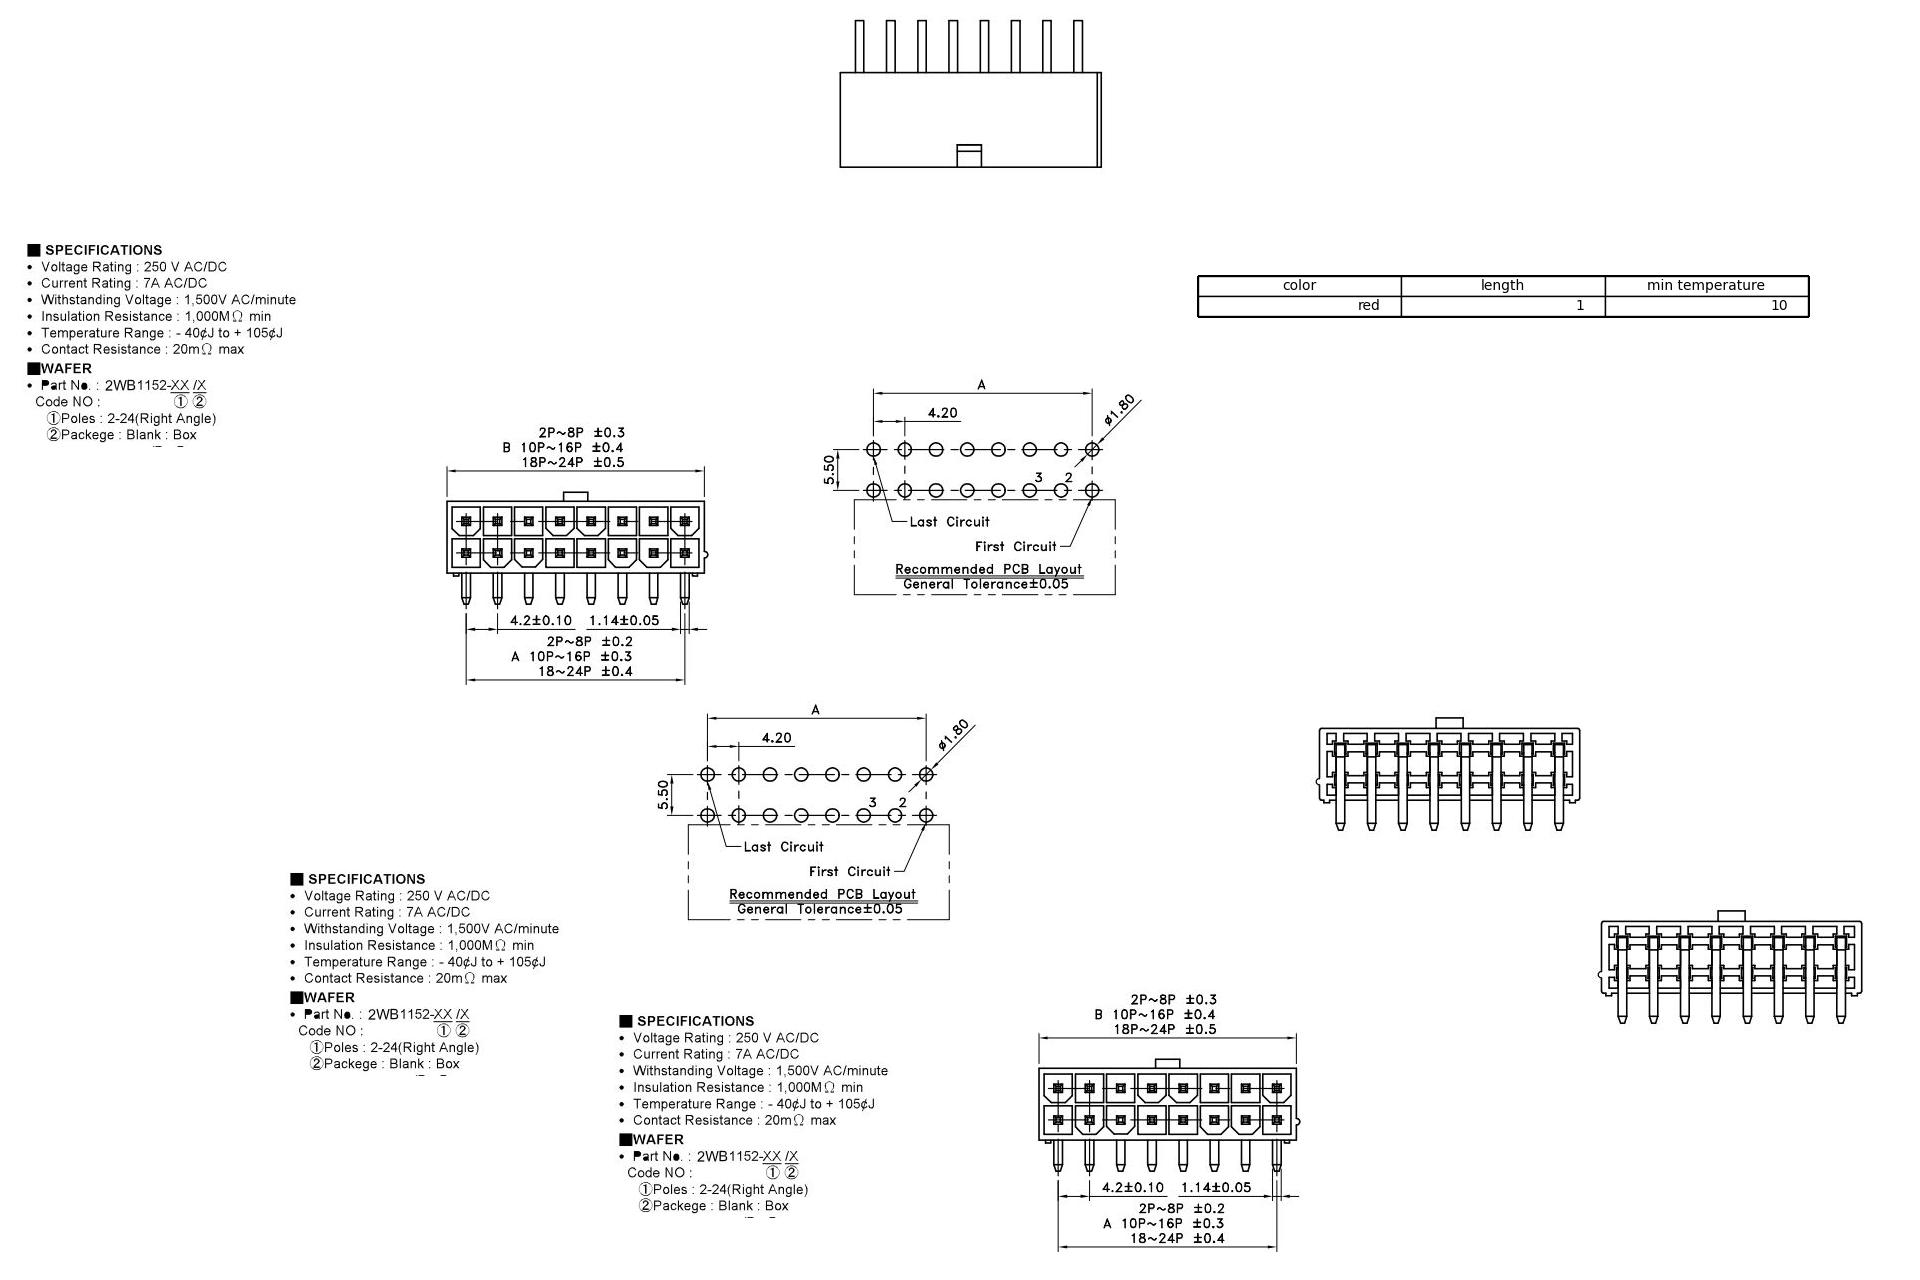 ■ SPECIFICATIONS
• Voltage Rating : 250 V AC/DC
• Current Rating : 7A AC/DC
• Withstanding Voltage : 1,500V AC/minute
• Insulation Resistance : 1,000MΩ min
• Temperature Range : - 40¢J to + 105¢J
• Contact Resistance : 20mΩ max
■WAFER
• Part No. : 2WB1152-XX /X
Code NO : ① ②
①Poles : 2-24(Right Angle)
②Packege : Blank : Box
color length min temperature
red 1 10
2P~8P ±0.3
B 10P~16P ±0.4
18P~24P ±0.5
4.2±0.10 1.14±0.05
2P~8P ±0.2
A 10P~16P ±0.3
18~24P ±0.4
A
4.20
ø1.80
5.50
3 2
Last Circuit
First Circuit
Recommended PCB Layout
General Tolerance±0.05
A
4.20
ø1.80
5.50
3 2
Last Circuit
First Circuit
Recommended PCB Layout
General Tolerance±0.05
■ SPECIFICATIONS
• Voltage Rating : 250 V AC/DC
• Current Rating : 7A AC/DC
• Withstanding Voltage : 1,500V AC/minute
• Insulation Resistance : 1,000MΩ min
• Temperature Range : - 40¢J to + 105¢J
• Contact Resistance : 20mΩ max
■WAFER
• Part No. : 2WB1152-XX /X
Code NO : ① ②
①Poles : 2-24(Right Angle)
②Packege : Blank : Box
■ SPECIFICATIONS
• Voltage Rating : 250 V AC/DC
• Current Rating : 7A AC/DC
• Withstanding Voltage : 1,500V AC/minute
• Insulation Resistance : 1,000MΩ min
• Temperature Range : - 40¢J to + 105¢J
• Contact Resistance : 20mΩ max
■WAFER
• Part No. : 2WB1152-XX /X
Code NO : ① ②
①Poles : 2-24(Right Angle)
②Packege : Blank : Box
2P~8P ±0.3
B 10P~16P ±0.4
18P~24P ±0.5
4.2±0.10 1.14±0.05
2P~8P ±0.2
A 10P~16P ±0.3
18~24P ±0.4